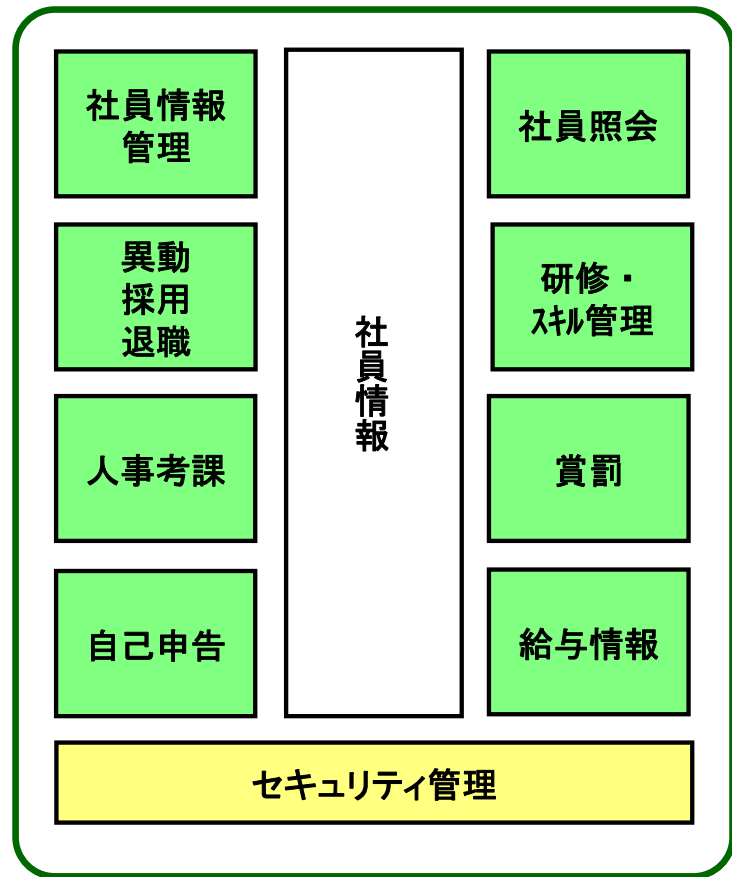 社員情報
管理
異動
採用
退職
人事考課
自己申告
社員情報
社員照会
研修・
スキル管理
賞罰
給与情報
セキュリティ管理